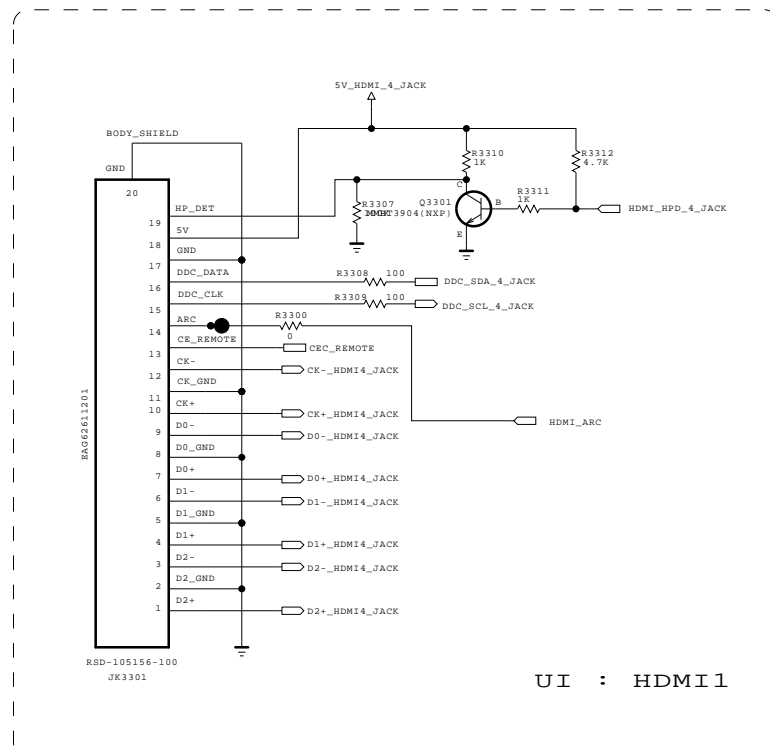 5V_HDMI_4_JACK
BODY_SHIELD
GND
20
R3310
1K
R3312
4.7K
C
HP_DET
19
R3307
Q3301
MMBT3904(NXP)
B
R3311
1K
HDMI_HPD_4_JACK
E
5V
18
GND
17
DDC_DATA
16
R3308
100
DDC_SDA_4_JACK
DDC_CLK
15
R3309
100
DDC_SCL_4_JACK
ARC
14
R3300
0
CE_REMOTE
13
CEC_REMOTE
CK-
12
CK-_HDMI4_JACK
CK_GND
11
CK+
10
CK+_HDMI4_JACK
D0-
9
D0-_HDMI4_JACK
HDMI_ARC
D0_GND
8
D0+
7
D0+_HDMI4_JACK
D1-
6
D1-_HDMI4_JACK
D1_GND
5
D1+
4
D1+_HDMI4_JACK
D2-
3
D2-_HDMI4_JACK
D2_GND
2
D2+
1
D2+_HDMI4_JACK
EAG62611201
RSD-105156-100
JK3301
UI : HDMI1